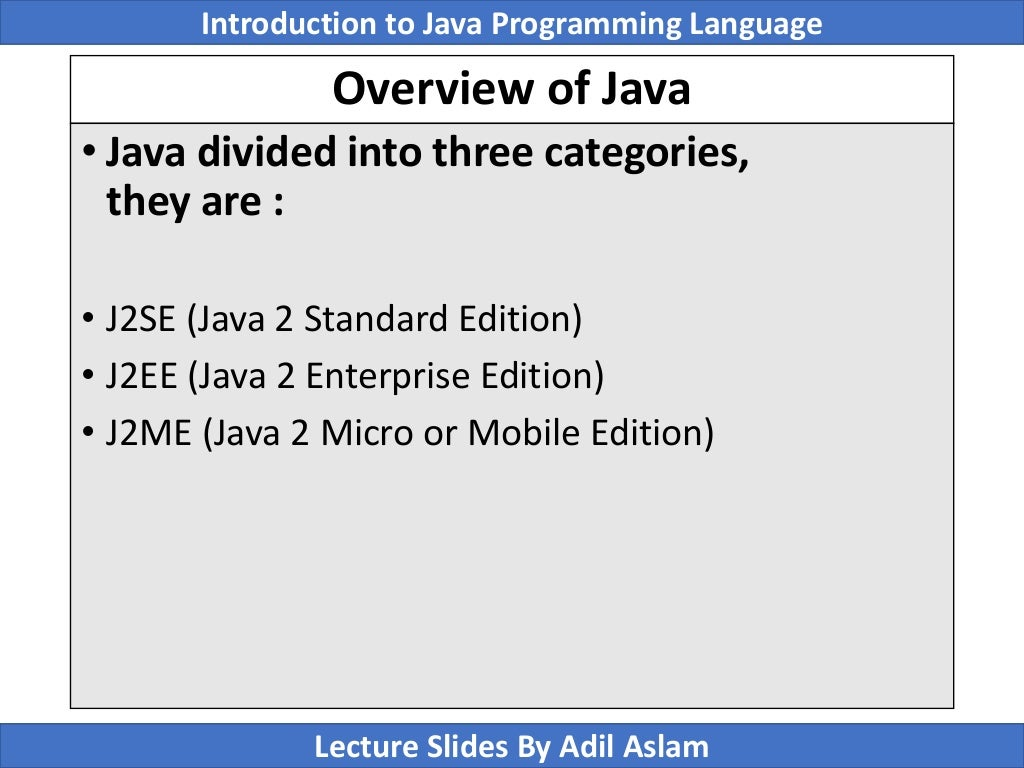 Introduction to Java Programming Language
Overview of Java
• Java divided into three categories,
they are :
• J2SE (Java 2 Standard Edition)
• J2EE (Java 2 Enterprise Edition)
• J2ME (Java 2 Micro or Mobile Edition)
Lecture Slides By Adil Aslam